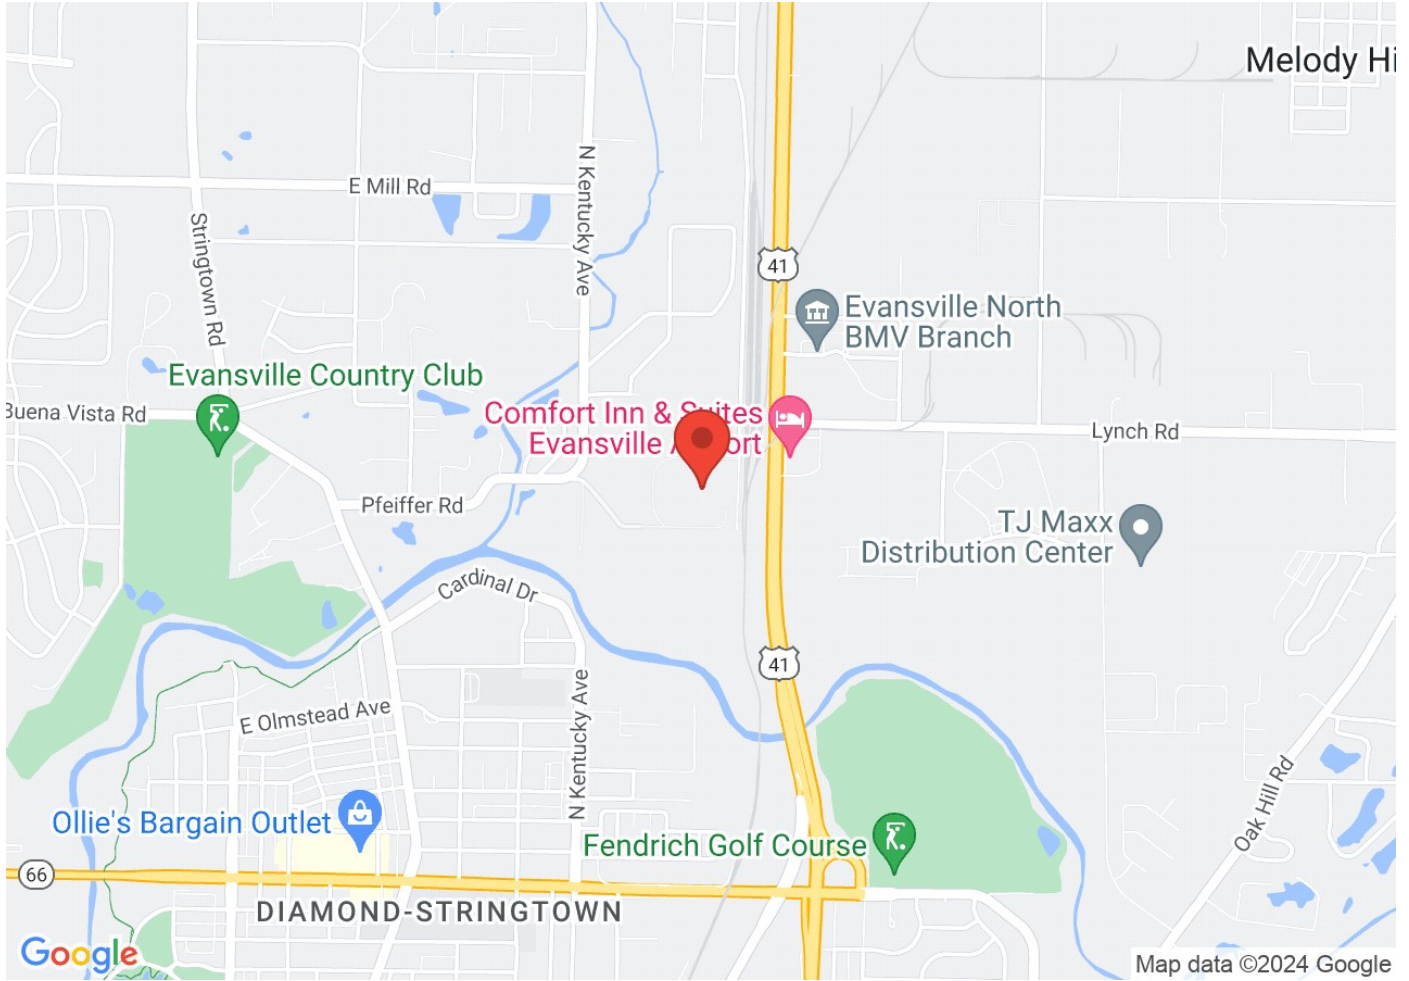 Melody Hi
E Mill Rd
N Kentucky Ave
Stringtown Rd
41
Evansville North
BMV Branch
Evansville Country Club
Buena Vista Rd
Comfort Inn & Suites
Evansville A ort
Lynch Rd
Pfeiffer Rd
TJ Maxx
Distribution Center
Cardinal Dr
41
E Olmstead Ave
N Kentucky Ave
Oak Hill Rd
Ollie's Bargain Outlet
Fendrich Golf Course
66
DIAMOND-STRINGTOWN
Google
Map data ©2024 Google